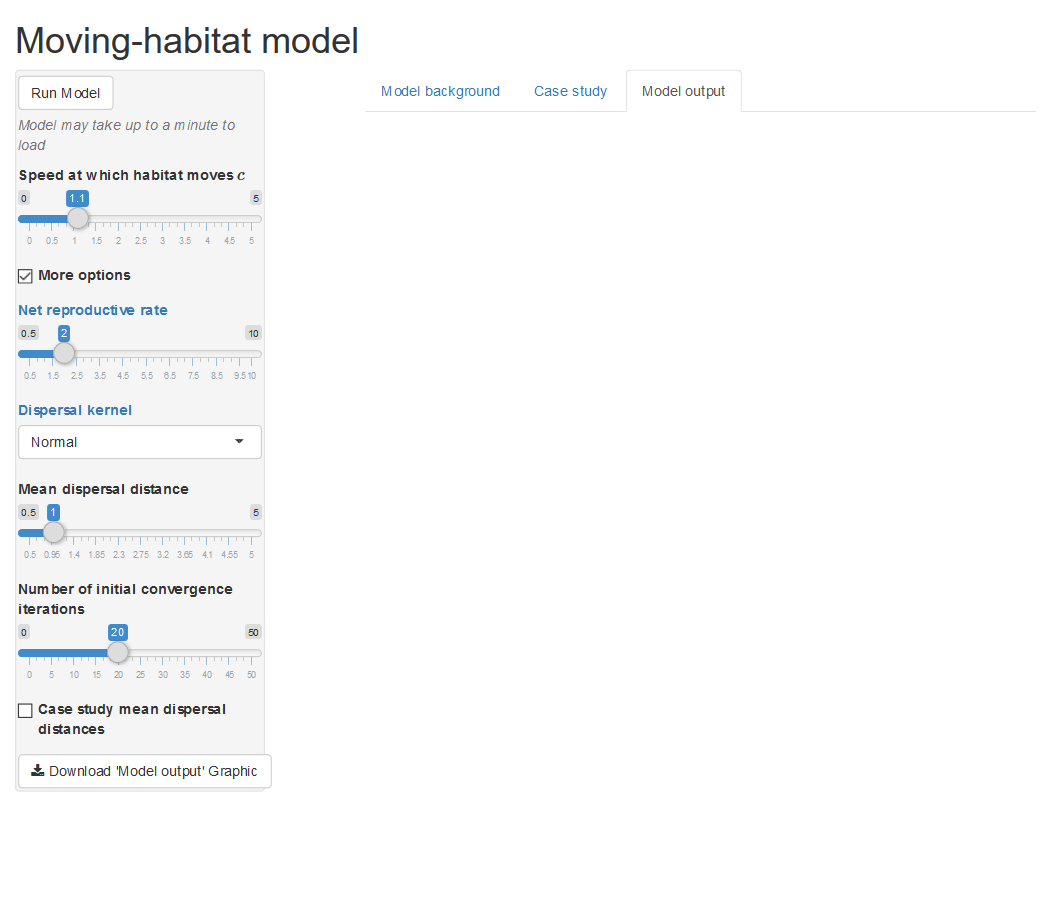 Moving-habitat model
Run Model
Model background
Case study
Model output
Model may take up to a minute to
load
Speed at which habitat moves c
0 1.1 5
0 0.5 1 1.5 2 2.5 3 3.5 4 4.5 5
More options
Net reproductive rate
0.5 2 10
0.5 1.5 2.5 3.5 4.5 5.5 6.5 7.5 8.5 9.5 10
Dispersal kernel
Normal
Mean dispersal distance
0.5 1 5
0.5 0.95 1.4 1.85 2.3 2.75 3.2 3.65 4.1 4.55 5
Number of initial convergence
iterations
0 20 50
0 5 10 15 20 25 30 35 40 45 50
Case study mean dispersal
distances
Download 'Model output' Graphic